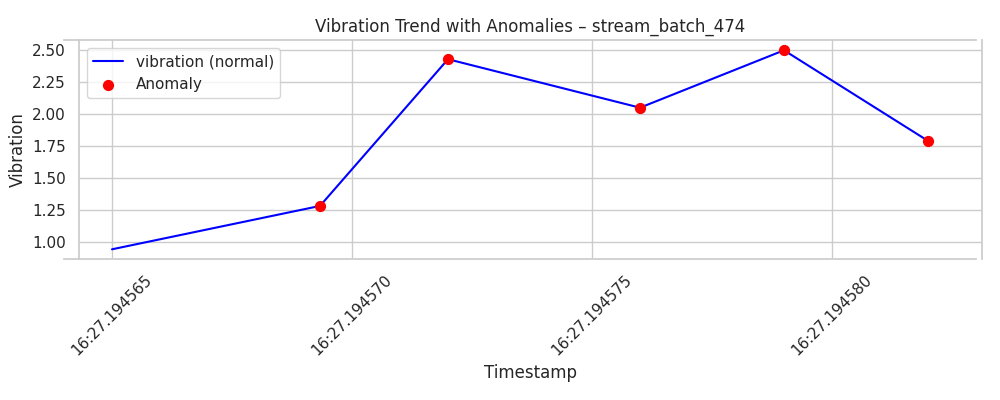 Vibration Trend with Anomalies – stream_batch_474
vibration (normal)
Anomaly
Vibration
2.50
2.25
2.00
1.75
1.50
1.25
1.00
16:27.194565
16:27.194570
16:27.194575
16:27.194580
Timestamp